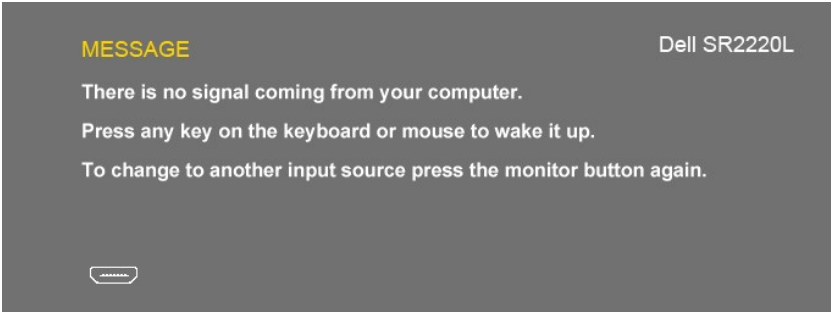 MESSAGE
Dell SR2220L
There is no signal coming from your computer.
Press any key on the keyboard or mouse to wake it up.
To change to another input source press the monitor button again.